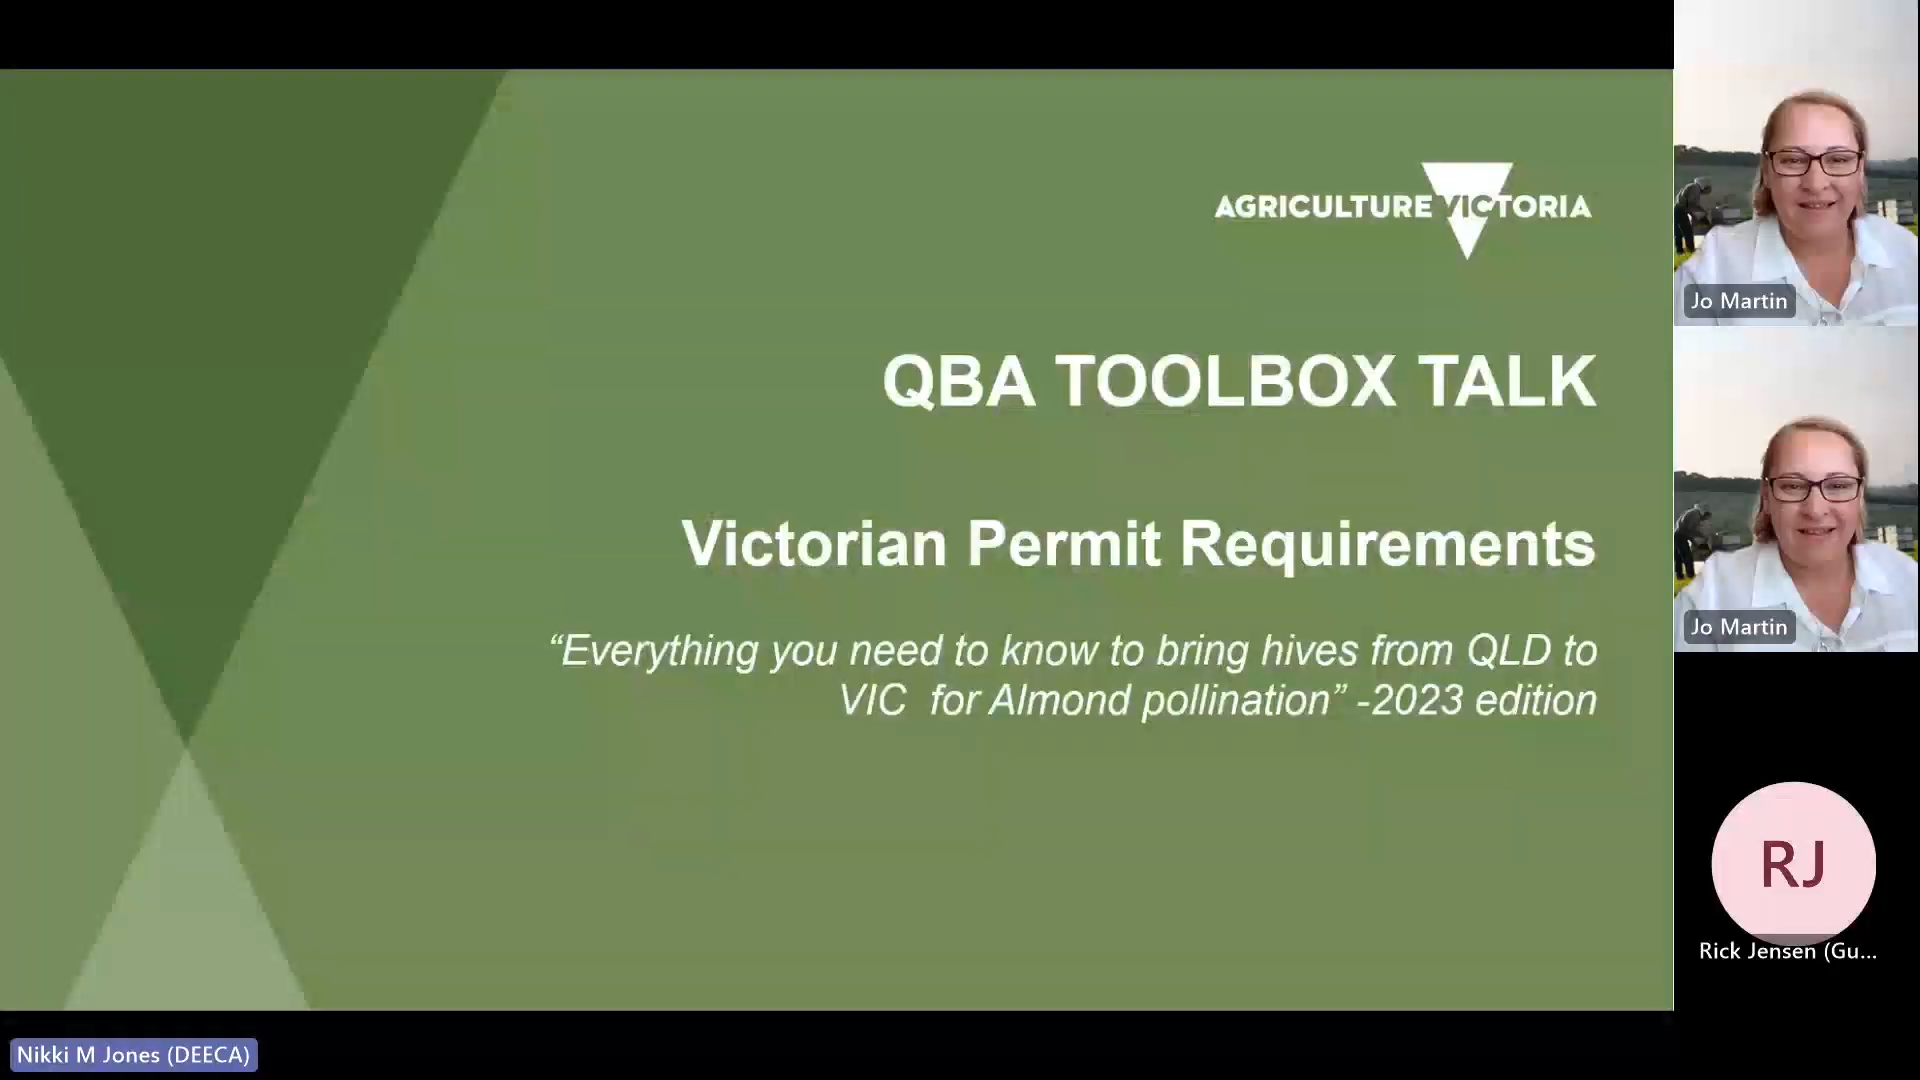 AGRICULTURE VICTORIA
QBA TOOLBOX TALK
Victorian Permit Requirements
“Everything you need to know to bring hives from QLD to
VIC for Almond pollination” -2023 edition
Jo Martin
Jo Martin
RJ
Rick Jensen (Gu...
Nikki M Jones (DEECA)